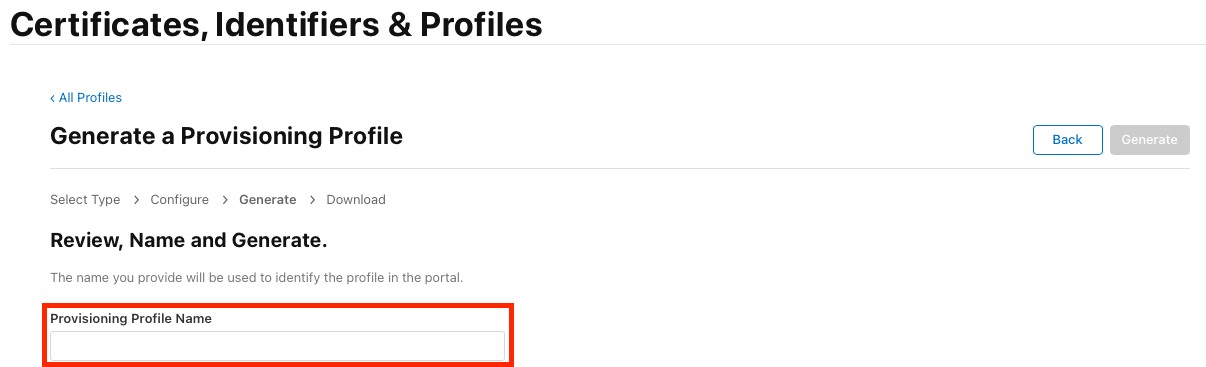 Certificates, Identifiers & Profiles
‹ All Profiles
Generate a Provisioning Profile
Back
Generate
Select Type > Configure > Generate > Download
Review, Name and Generate.
The name you provide will be used to identify the profile in the portal.
Provisioning Profile Name